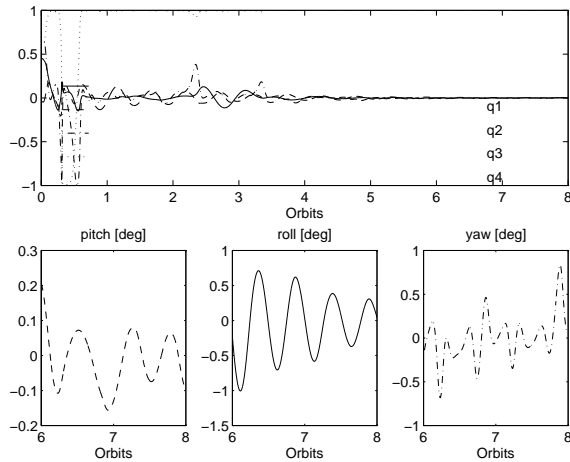 1
0.5
0
−0.5
−1
0 1 2 3 4 5 6 7 8
Orbits
q1
q2
q3
q4
pitch [deg]
0.3
0.2
0.1
0
−0.1
−0.2
6 7 8
Orbits
roll [deg]
1
0.5
0
−0.5
−1
−1.5
6 7 8
Orbits
yaw [deg]
1
0.5
0
−0.5
−1
6 7 8
Orbits